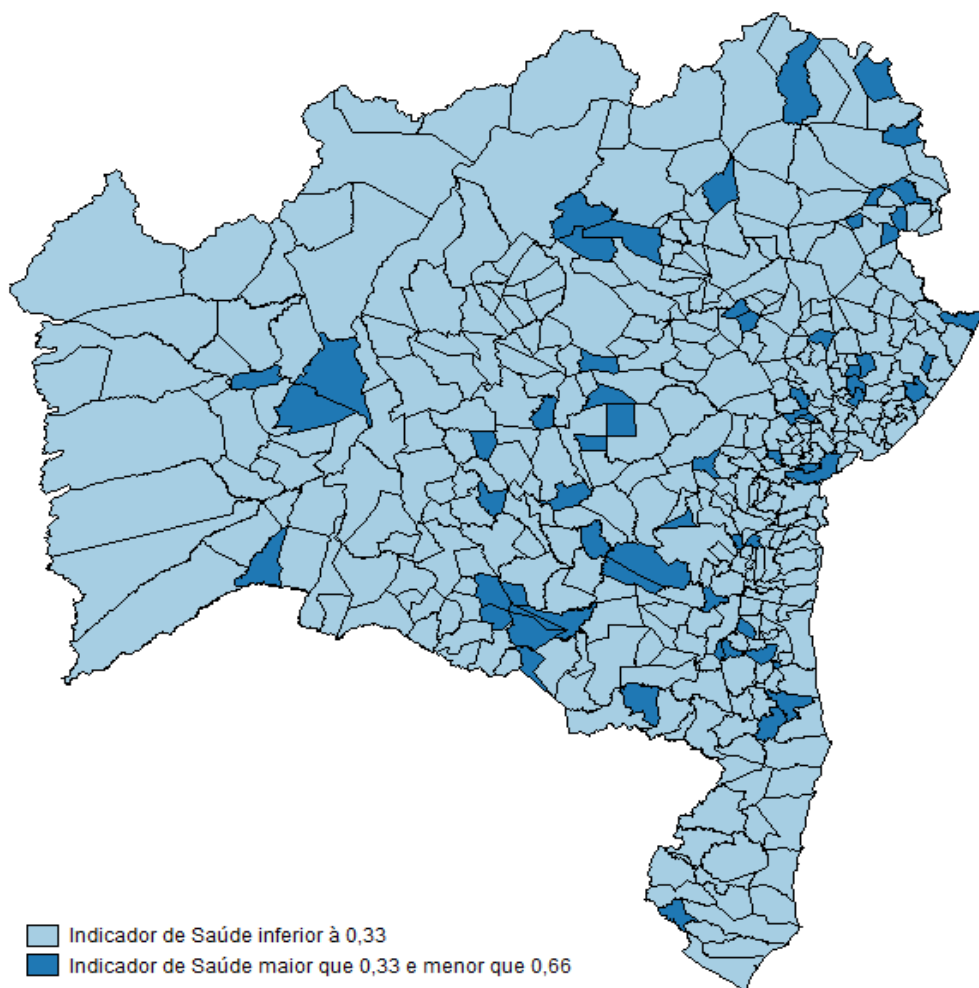 Indicador de Saúde inferior à 0,33
Indicador de Saúde maior que 0,33 e menor que 0,66